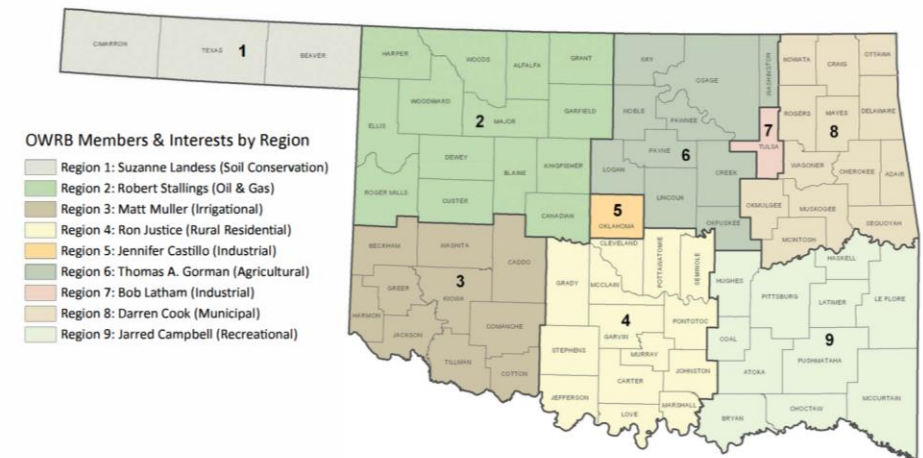 CIMARRON
TEXAS
1
BEAVER
HARPER
WOODS
ALFALFA
GRANT
KAY
OSAGE
WASHINGTON
NOWATA
CRAIG
OTTAWA
WOODWARD
MAJOR
2
GARFIELD
NOBLE
PAWNEE
ROGERS
MAYES
DELAWARE
7
8
ELLIS
DEWEY
BLAINE
KINGFISHER
LOGAN
PAYNE
6
CREEK
TULSA
WAGONER
CHEROKEE
ADAIR
ROGER MILLS
CUSTER
CANADIAN
5
OKLAHOMA
LINCOLN
OKFUSKEE
OKMULGEE
MUSKOGEE
SEQUOYAH
MCINTOSH
OWRB Members & Interests by Region
Region 1: Suzanne Landess (Soil Conservation)
Region 2: Robert Stallings (Oil & Gas)
Region 3: Matt Muller (Irrigational)
Region 4: Ron Justice (Rural Residential)
Region 5: Jennifer Castillo (Industrial)
Region 6: Thomas A. Gorman (Agricultural)
Region 7: Bob Latham (Industrial)
Region 8: Darren Cook (Municipal)
Region 9: Jarred Campbell (Recreational)
BECKHAM
WASHITA
CADDO
GREER
KIOWA
3
HARMON
JACKSON
COMANCHE
TILLMAN
COTTON
CLEVELAND
POTTAWATOMIE
SEMINOLE
GRADY
MCCLAIN
4
GARVIN
PONTOTOC
STEPHENS
MURRAY
JOHNSTON
CARTER
JEFFERSON
LOVE
MARSHALL
HUGHES
HASKELL
PITTSBURG
LATIMER
LE FLORE
COAL
9
ATOKA
PUSHMATAHA
MCCURTAIN
BRYAN
CHOCTAW